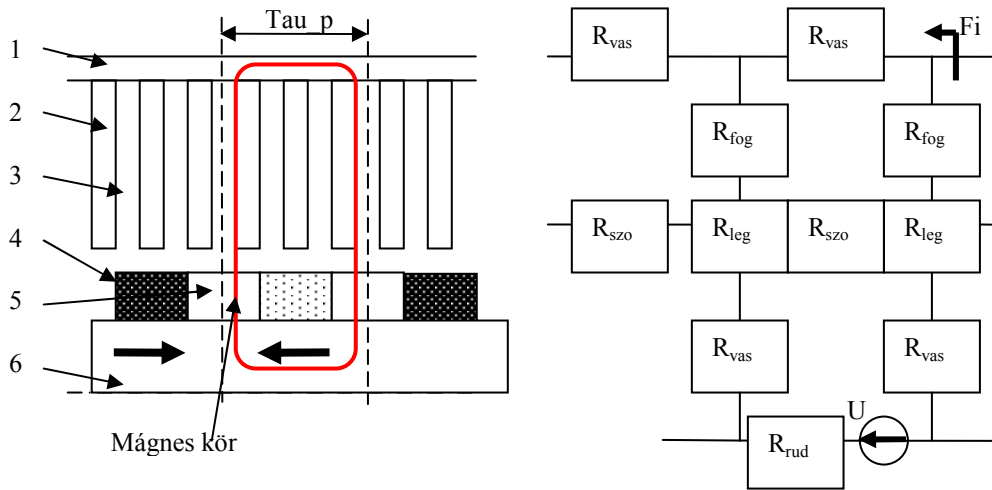 Tau_p
1
2
3
4
5
6
Mágnes kör
R_vas
R_vas
Fi
R_fog
R_fog
R_szo
R_leg
R_szo
R_leg
R_vas
R_vas
U
R_rud